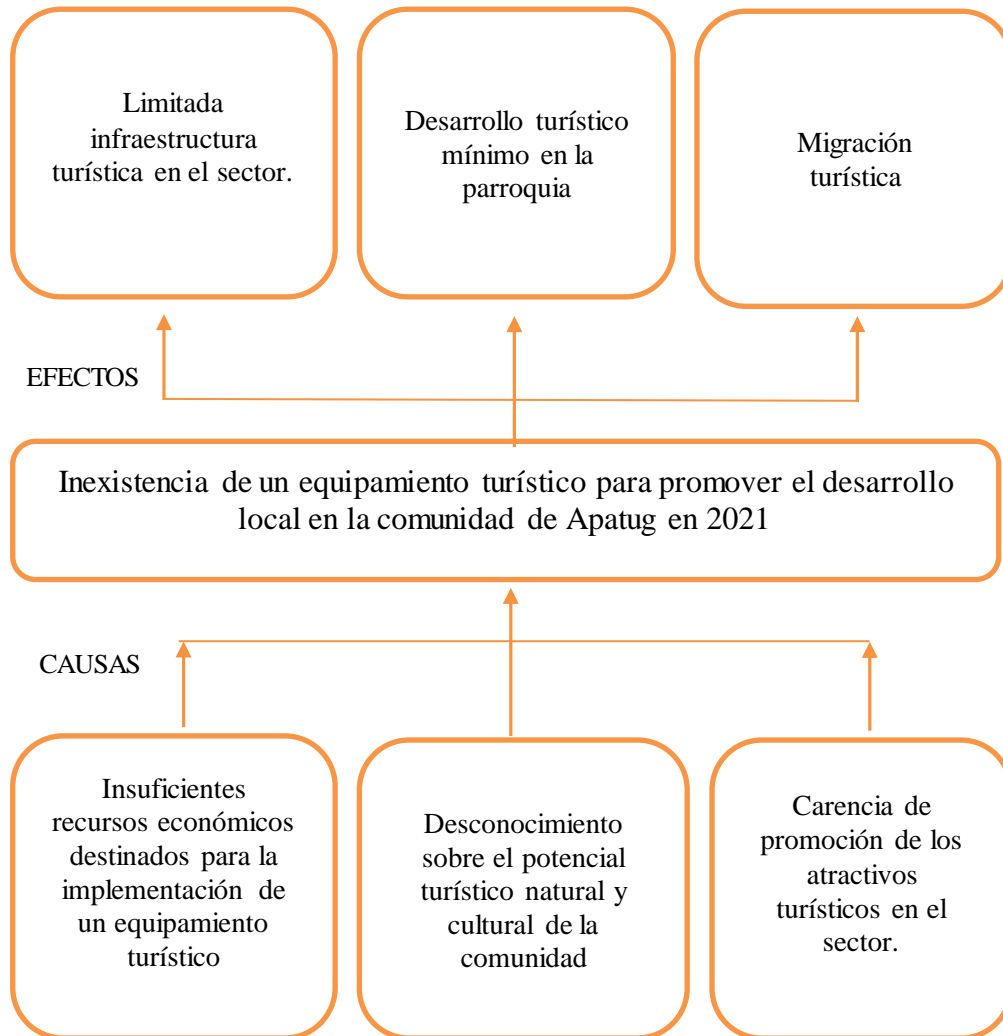 Limitada
infraestructura
turística en el sector.
Desarrollo turístico
mínimo en la
parroquia
Migración
turística
EFECTOS
Inexistencia de un equipamiento turístico para promover el desarrollo
local en la comunidad de Apatug en 2021
CAUSAS
Insuficientes
recursos económicos
destinados para la
implementación de
un equipamiento
turístico
Desconocimiento
sobre el potencial
turístico natural y
cultural de la
comunidad
Carencia de
promoción de los
atractivos
turísticos en el
sector.